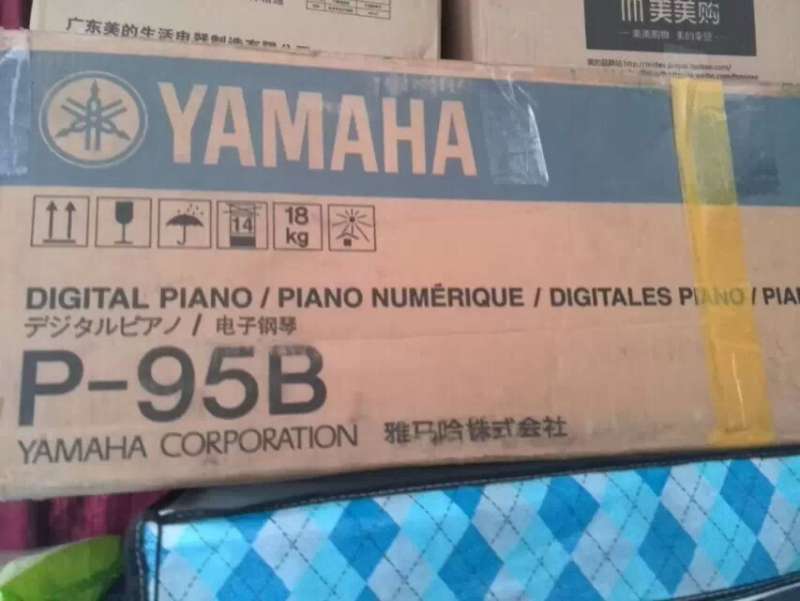 广东美的生活电器制造有限公司
美美购
YAMAHA
14
18
kg
DIGITAL PIANO / PIANO NUMÉRIQUE / DIGITALES PIANO / PIA
デジタルピアノ / 电子钢琴
P-95B
YAMAHA CORPORATION 雅马哈株式会社